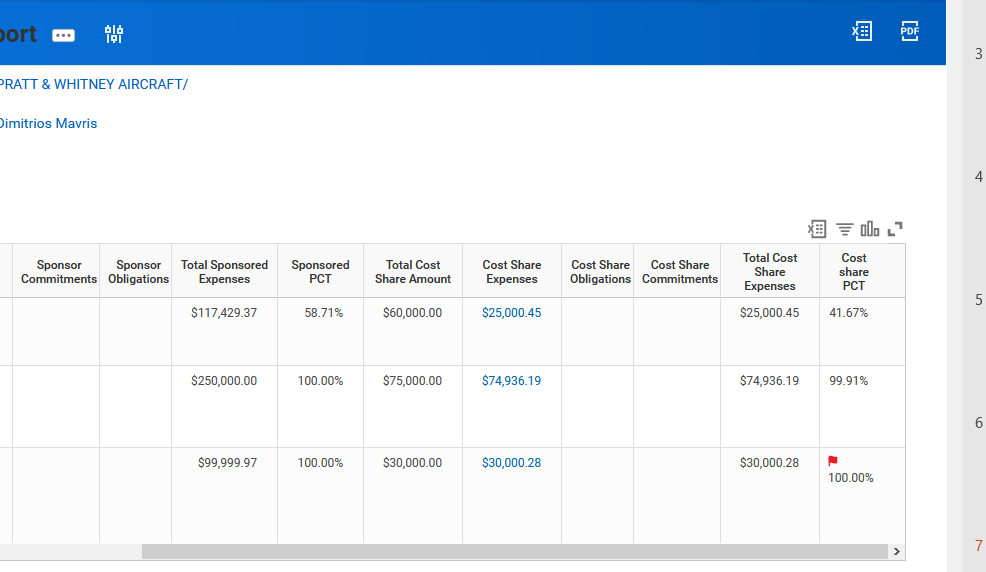 port
PDF
PRATT & WHITNEY AIRCRAFT/
Dimitrios Mavris
Sponsor Commitments Sponsor Obligations Total Sponsored Expenses Sponsored PCT Total Cost Share Amount Cost Share Expenses Cost Share Obligations Cost Share Commitments Total Cost Share Expenses Cost share PCT
$117,429.37 58.71% $60,000.00 $25,000.45 $25,000.45 41.67%
$250,000.00 100.00% $75,000.00 $74,936.19 $74,936.19 99.91%
$99,999.97 100.00% $30,000.00 $30,000.28 $30,000.28 100.00%
3
4
5
6
7